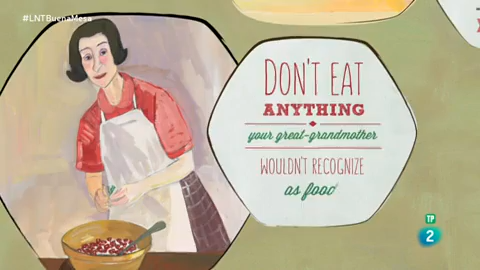 #LNTBuenaMesa
DON'T EAT
ANYTHING
your great-grandmother
WOULDN'T RECOGNIZE
as food
TP
2